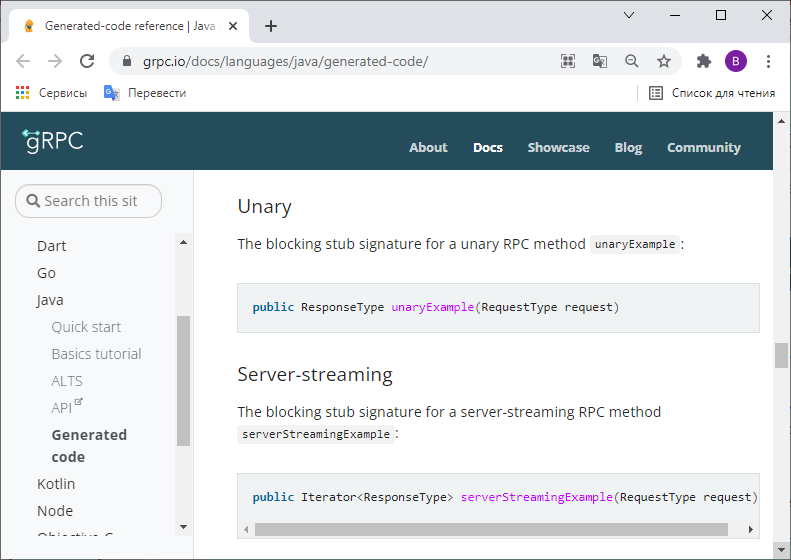 Generated-code reference | Java
grpc.io/docs/languages/java/generated-code/
B
Сервисы
Перевести
Список для чтения
gRPC
About
Docs
Showcase
Blog
Community
Search this sit
Dart
Go
Java
Quick start
Basics tutorial
ALTS
API
Generated
code
Kotlin
Node
Objective-C
Unary
The blocking stub signature for a unary RPC method unaryExample:
public ResponseType unaryExample(RequestType request)
Server-streaming
The blocking stub signature for a server-streaming RPC method
serverStreamingExample:
public Iterator<ResponseType> serverStreamingExample(RequestType request)